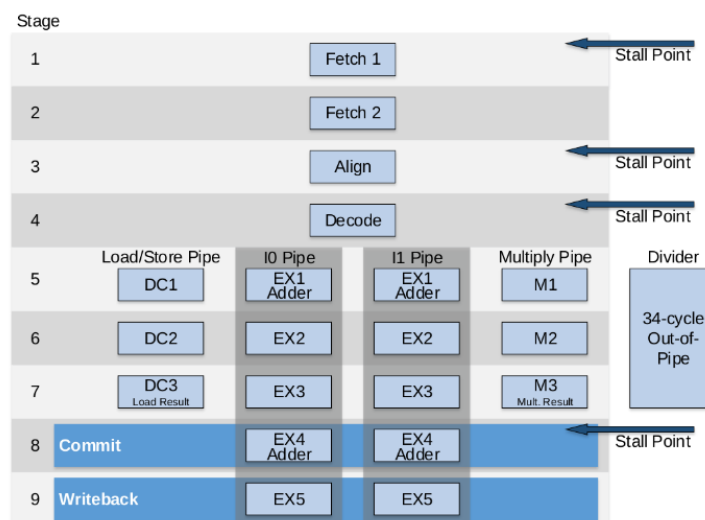 Stage
1
Fetch 1
Stall Point
2
Fetch 2
3
Align
Stall Point
4
Decode
Stall Point
Load/Store Pipe
I0 Pipe
I1 Pipe
Multiply Pipe
Divider
5
DC1
EX1
Adder
EX1
Adder
M1
34-cycle
Out-of-
Pipe
6
DC2
EX2
EX2
M2
7
DC3
Load Result
EX3
EX3
M3
Mult. Result
8
Commit
EX4
Adder
EX4
Adder
Stall Point
9
Writeback
EX5
EX5